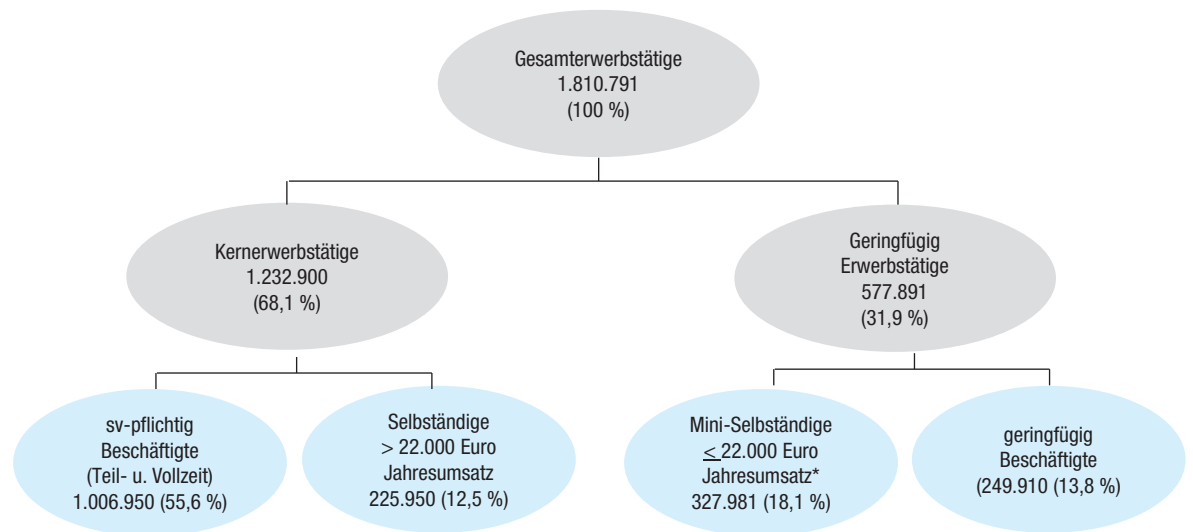 Gesamterwerbstätige
1.810.791
(100 %)
Kernerwerbstätige
1.232.900
(68,1 %)
Geringfügig
Erwerbstätige
577.891
(31,9 %)
sv-pflichtig
Beschäftigte
(Teil- u. Vollzeit)
1.006.950 (55,6 %)
Selbständige
> 22.000 Euro
Jahresumsatz
225.950 (12,5 %)
Mini-Selbständige
< 22.000 Euro
Jahresumsatz*
327.981 (18,1 %)
geringfügig
Beschäftigte
(249.910 (13,8 %)